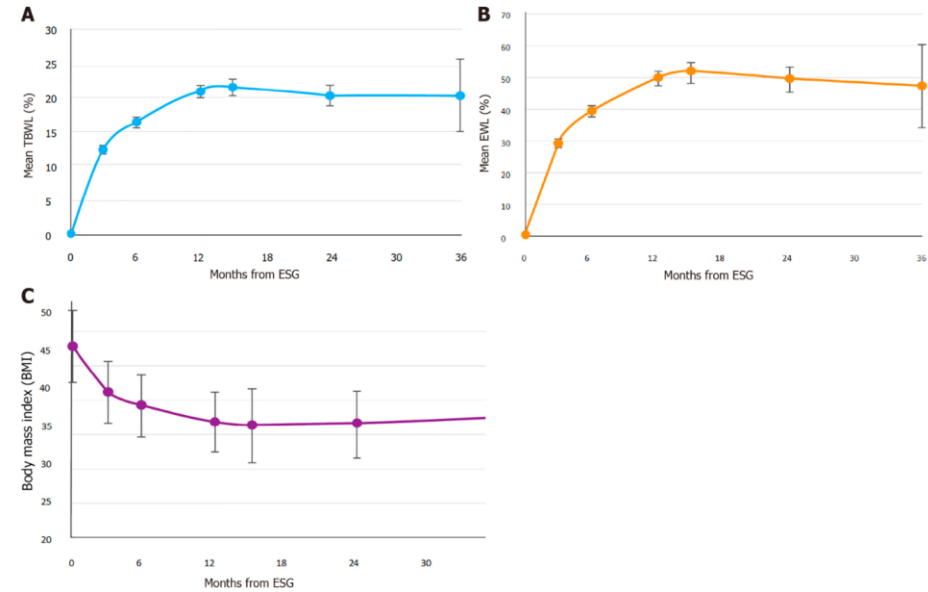 A
Mean TBWL (%)
30
25
20
15
10
5
0
0 6 12 18 24 30 36
Months from ESG
B
Mean EWL (%)
70
60
50
40
30
20
10
0
0 6 12 18 24 30 36
Months from ESG
C
Body mass index (BMI)
50
45
40
35
30
25
20
0 6 12 18 24 30
Months from ESG